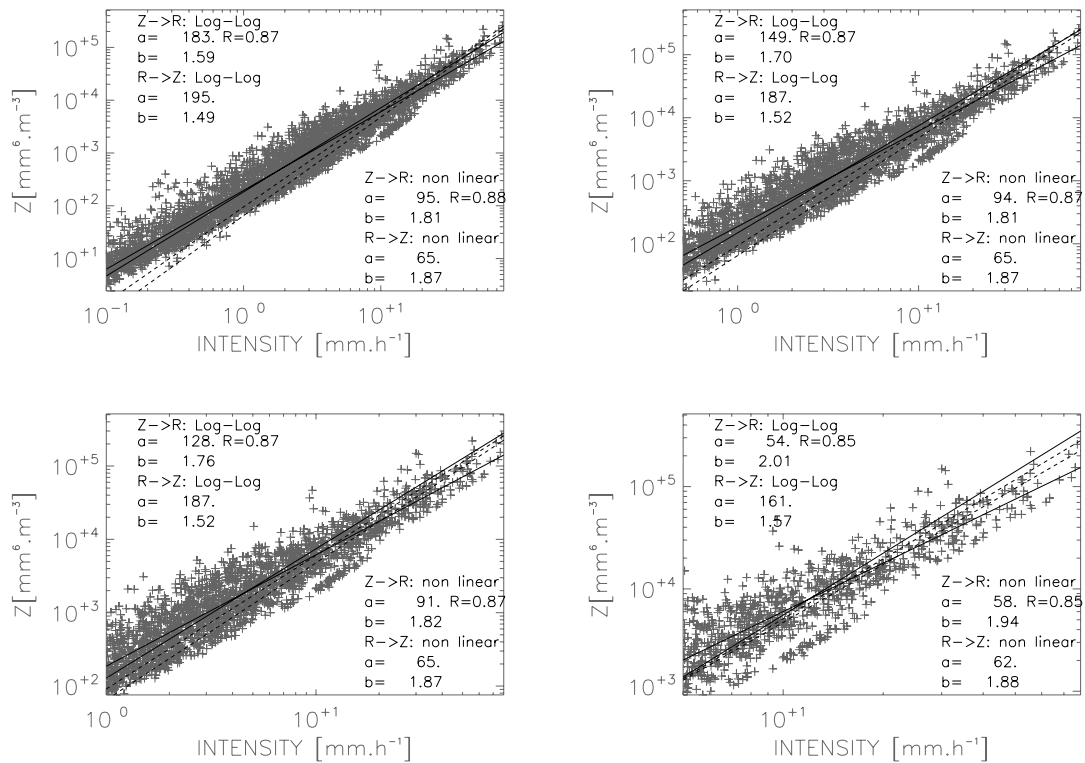 Z->R: Log-Log
a= 183. R=0.87
b= 1.59
R->Z: Log-Log
a= 195.
b= 1.49
Z->R: non linear
a= 95. R=0.88
b= 1.81
R->Z: non linear
a= 65.
b= 1.87
10+5
10+4
10+3
10+2
10+1
Z[mm6.m-3]
10-1 10 0 10+1
INTENSITY [mm.h-1]
Z->R: Log-Log
a= 149. R=0.87
b= 1.70
R->Z: Log-Log
a= 187.
b= 1.52
Z->R: non linear
a= 94. R=0.87
b= 1.81
R->Z: non linear
a= 65.
b= 1.87
10+5
10+4
10+3
10+2
Z[mm6.m-3]
10 0 10+1
INTENSITY [mm.h-1]
Z->R: Log-Log
a= 128. R=0.87
b= 1.76
R->Z: Log-Log
a= 187.
b= 1.52
Z->R: non linear
a= 91. R=0.87
b= 1.82
R->Z: non linear
a= 65.
b= 1.87
10+5
10+4
10+3
10+2
Z[mm6.m-3]
10 0 10+1
INTENSITY [mm.h-1]
Z->R: Log-Log
a= 54. R=0.85
b= 2.01
R->Z: Log-Log
a= 161.
b= 1.57
Z->R: non linear
a= 58. R=0.85
b= 1.94
R->Z: non linear
a= 62.
b= 1.88
10+5
10+4
10+3
Z[mm6.m-3]
10+1
INTENSITY [mm.h-1]